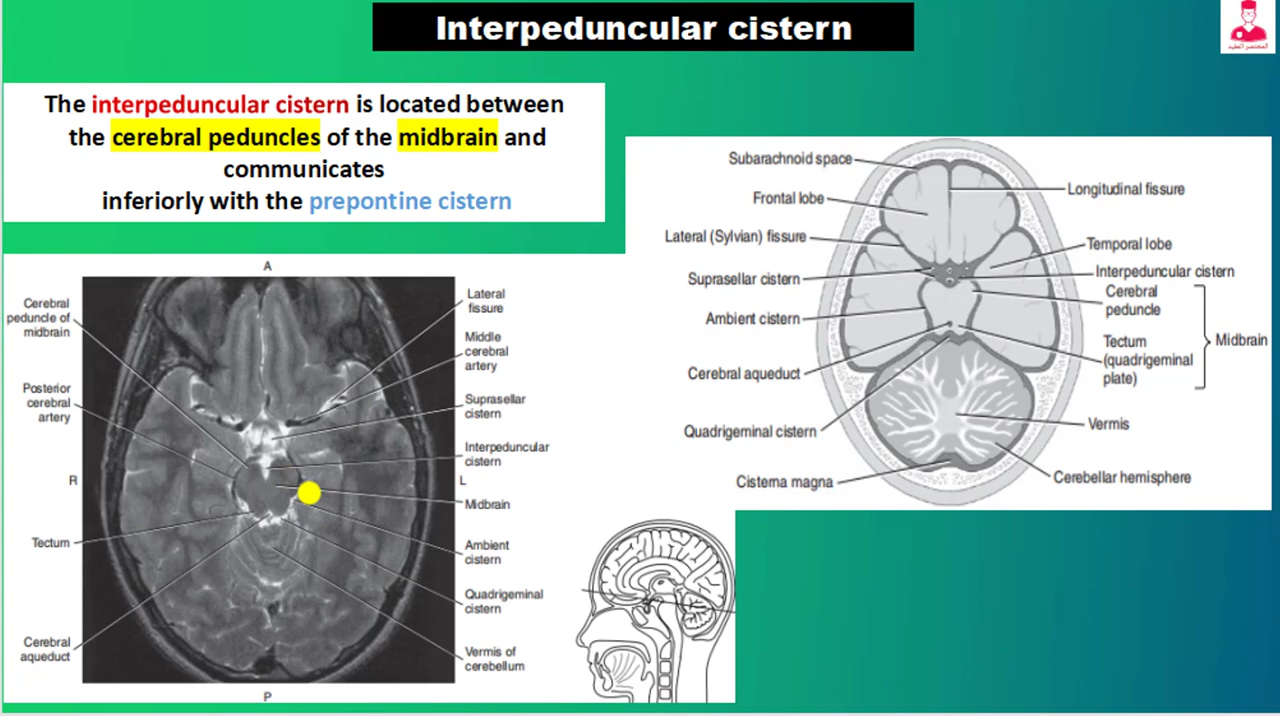 Interpeduncular cistern
المختصر المفيد
The interpeduncular cistern is located between
the cerebral peduncles of the midbrain and
communicates
inferiorly with the prepontine cistern
A
Cerebral
peduncle of
midbrain
Posterior
cerebral
artery
R
Tectum
Cerebral
aqueduct
Lateral
fissure
Middle
cerebral
artery
Suprasellar
cistern
Interpeduncular
cistern
L
Midbrain
Ambient
cistern
Quadrigeminal
cistern
Vermis of
cerebellum
P
Subarachnoid space
Frontal lobe
Lateral (Sylvian) fissure
Suprasellar cistern
Ambient cistern
Cerebral aqueduct
Quadrigeminal cistern
Cisterna magna
Longitudinal fissure
Temporal lobe
Interpeduncular cistern
Cerebral
peduncle
Tectum
(quadrigeminal
plate)
Midbrain
Vermis
Cerebellar hemisphere